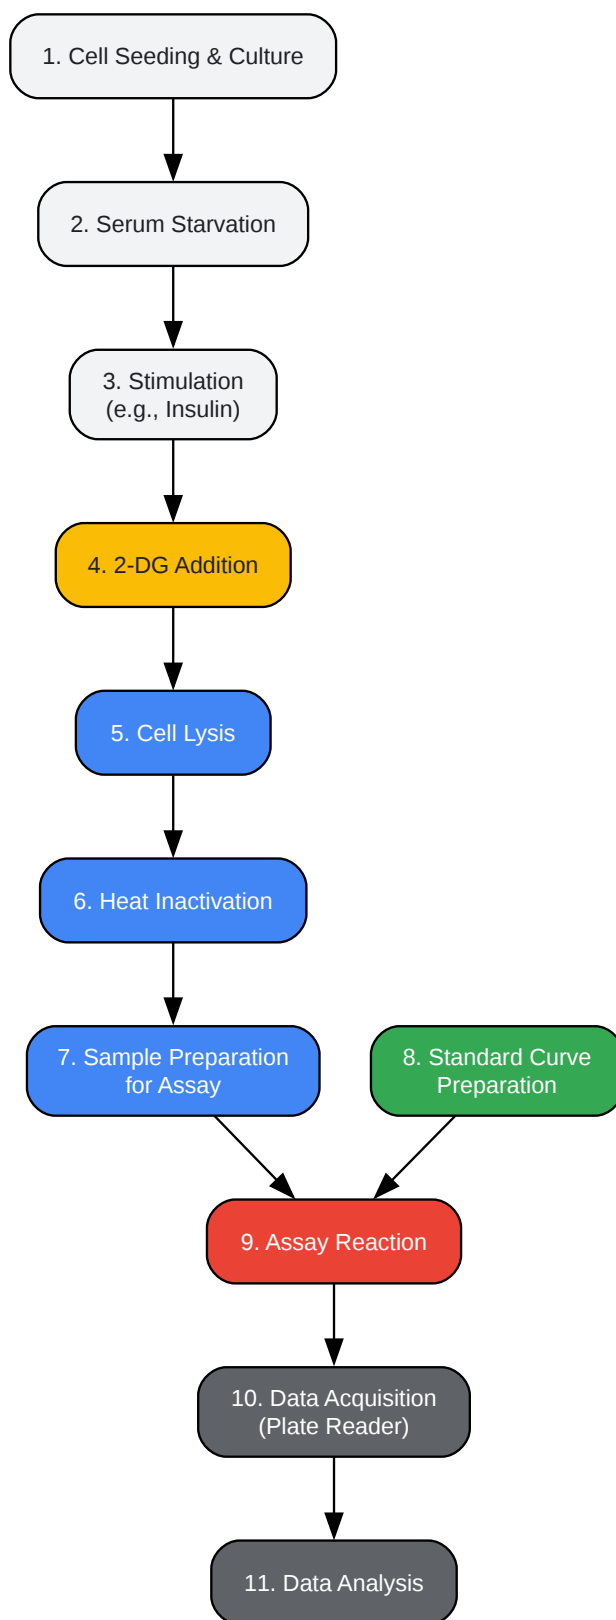 1. Cell Seeding & Culture
2. Serum Starvation
3. Stimulation
(e.g., Insulin)
4. 2-DG Addition
5. Cell Lysis
6. Heat Inactivation
7. Sample Preparation
for Assay
8. Standard Curve
Preparation
9. Assay Reaction
10. Data Acquisition
(Plate Reader)
11. Data Analysis